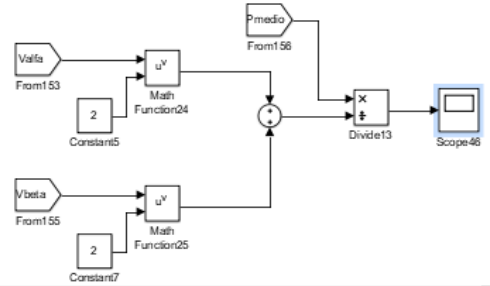 Pmedio
From156
Valfa
From153
u^v
Math
Function24
2
Constant5
+
+
×
÷
Divide13
Scope46
Vbeta
From155
u^v
Math
Function25
2
Constant7